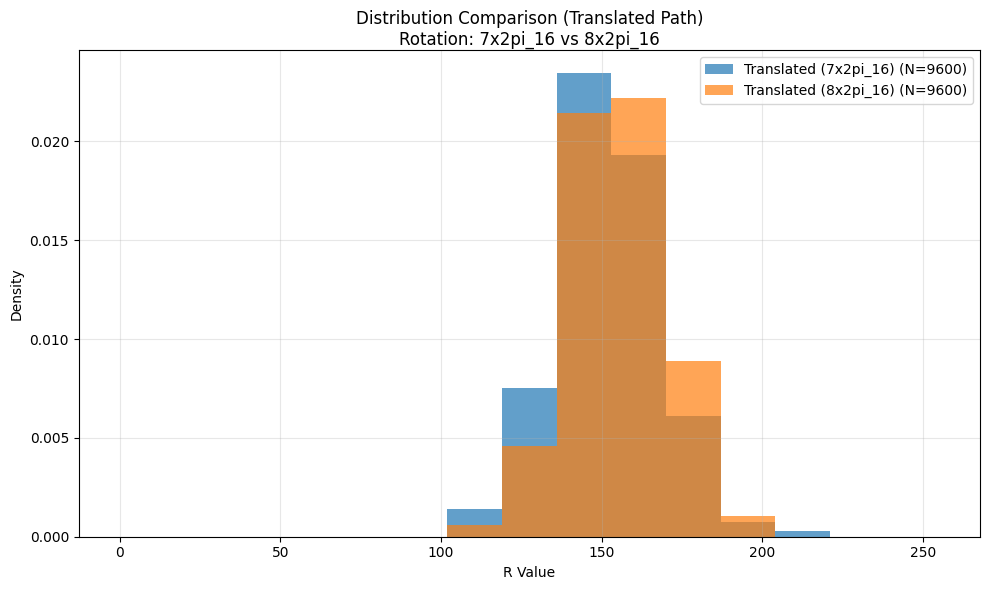 Distribution Comparison (Translated Path)
Rotation: 7x2pi_16 vs 8x2pi_16
Translated (7x2pi_16) (N=9600)
Translated (8x2pi_16) (N=9600)
Density
0.020
0.015
0.010
0.005
0.000
0 50 100 150 200 250
R Value